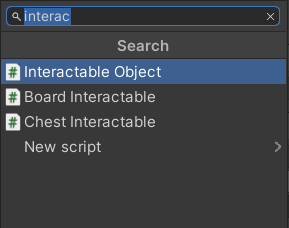 interac
Search
Interactable Object
Board Interactable
Chest Interactable
New script